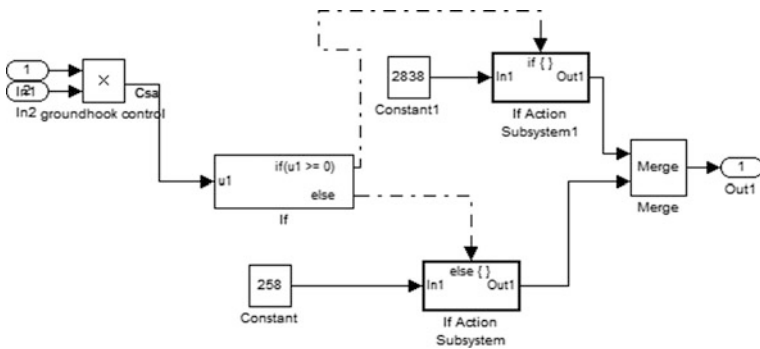 1
In1
2
In2
×
groundhook control
Csa
u1
if(u1 >= 0)
else
If
2838
Constant1
if { }
In1
Out1
If Action
Subsystem1
258
Constant
else { }
In1
Out1
If Action
Subsystem
Merge
Merge
1
Out1